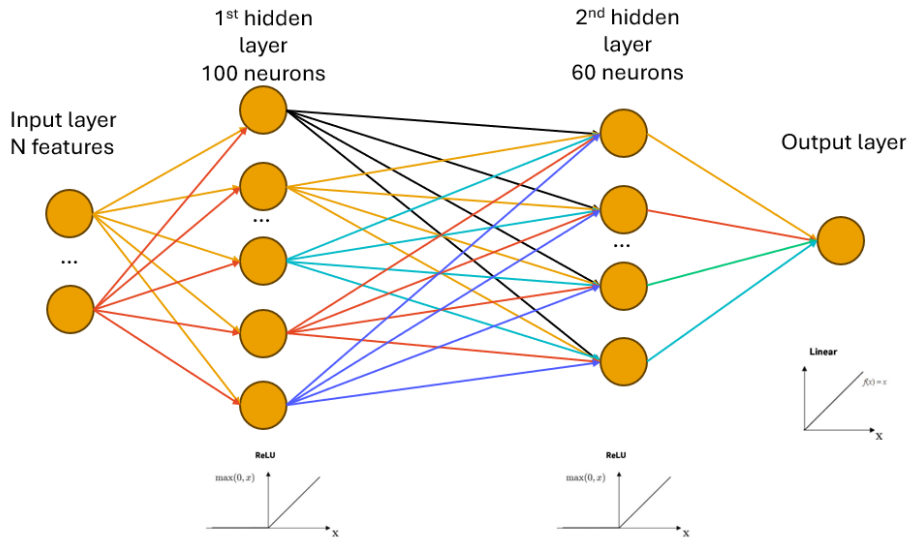 1st hidden
layer
100 neurons
2nd hidden
layer
60 neurons
Input layer
N features
Output layer
...
...
...
Linear
f(x) = x
x
ReLU
max(0, x)
x
ReLU
max(0, x)
x